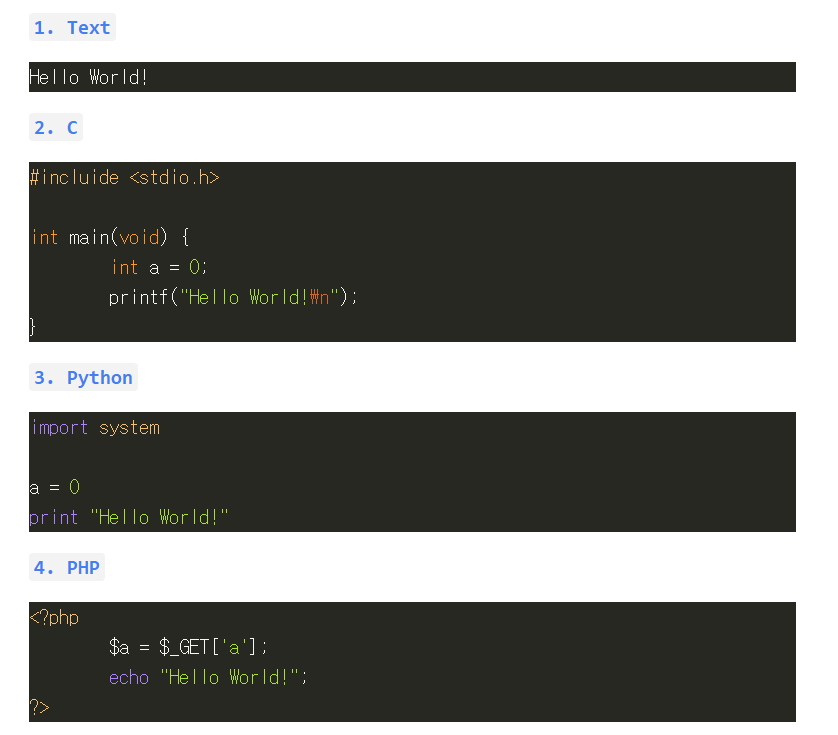 1. Text
Hello World!
2. C
#incluide <stdio.h>
int main(void) {
int a = 0;
printf("Hello World!₩n");
}
3. Python
import system
a = 0
print "Hello World!"
4. PHP
<?php
$a = $_GET['a'];
echo "Hello World!";
?>